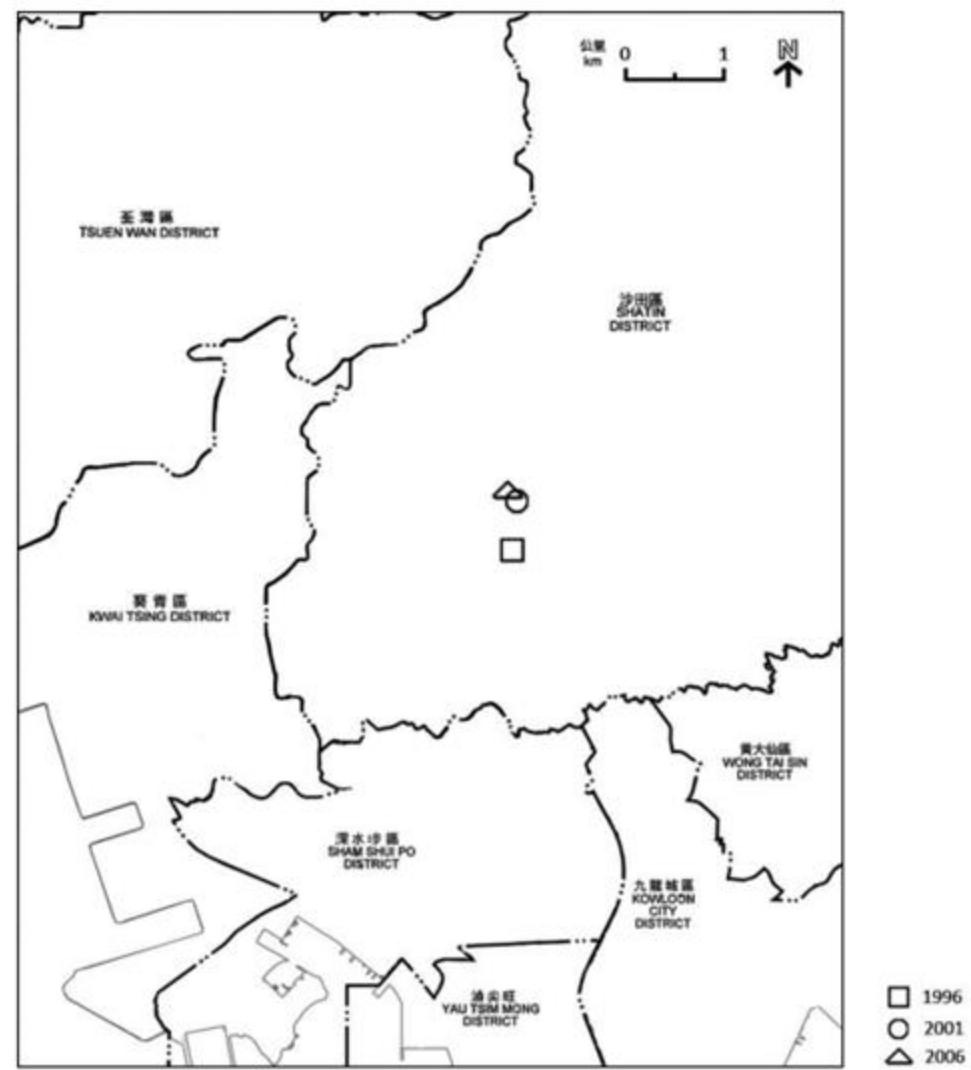 公里
km
0
1
N
荃灣區
TSUEN WAN DISTRICT
沙田區
SHATIN
DISTRICT
葵青區
KWAI TSING DISTRICT
黃大仙區
WONG TAI SIN
DISTRICT
深水埗區
SHAM SHUI PO
DISTRICT
九龍城區
KOWLOON
CITY
DISTRICT
油尖旺
YAU TSIM MONG
DISTRICT
1996
2001
2006